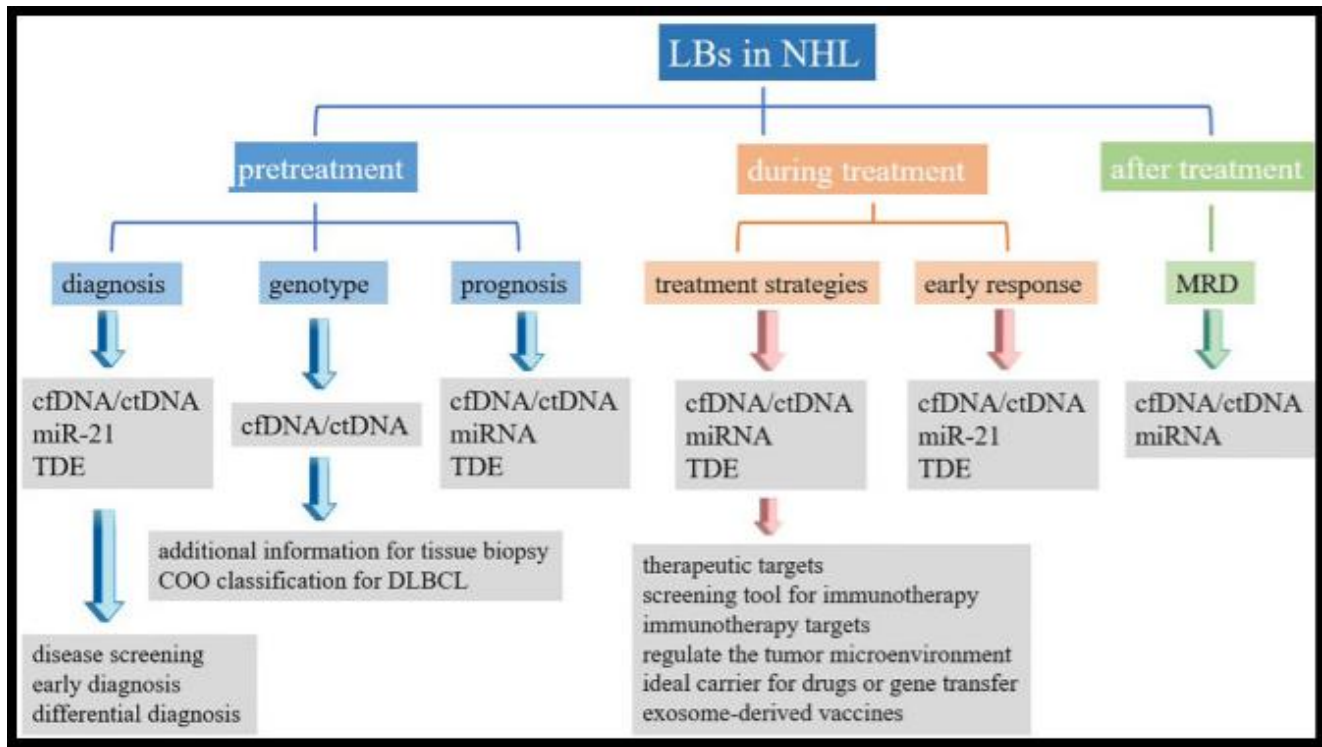 LBs in NHL
pretreatment
during treatment
after treatment
diagnosis
genotype
prognosis
treatment strategies
early response
MRD
cfDNA/ctDNA
miR-21
TDE
cfDNA/ctDNA
cfDNA/ctDNA
miRNA
TDE
cfDNA/ctDNA
miRNA
TDE
cfDNA/ctDNA
miR-21
TDE
cfDNA/ctDNA
miRNA
disease screening
early diagnosis
differential diagnosis
additional information for tissue biopsy
COO classification for DLBCL
therapeutic targets
screening tool for immunotherapy
immunotherapy targets
regulate the tumor microenvironment
ideal carrier for drugs or gene transfer
exosome-derived vaccines